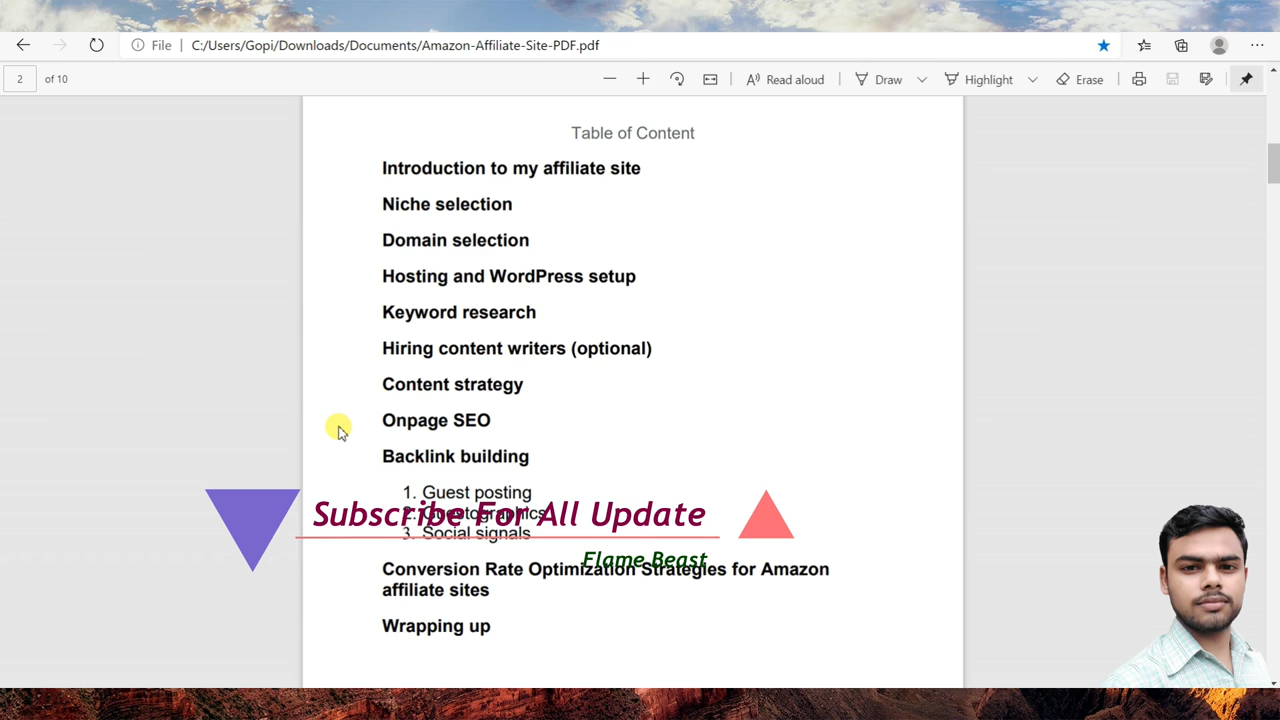 File
C:/Users/Gopi/Downloads/Documents/Amazon-Affiliate-Site-PDF.pdf
2 of 10
Read aloud
Draw
Highlight
Erase
Table of Content
Introduction to my affiliate site
Niche selection
Domain selection
Hosting and WordPress setup
Keyword research
Hiring content writers (optional)
Content strategy
Onpage SEO
Backlink building
1. Guest posting
2. Guestographics
3. Social signals
Subscribe For All Update
Flame Beast
Conversion Rate Optimization Strategies for Amazon
affiliate sites
Wrapping up